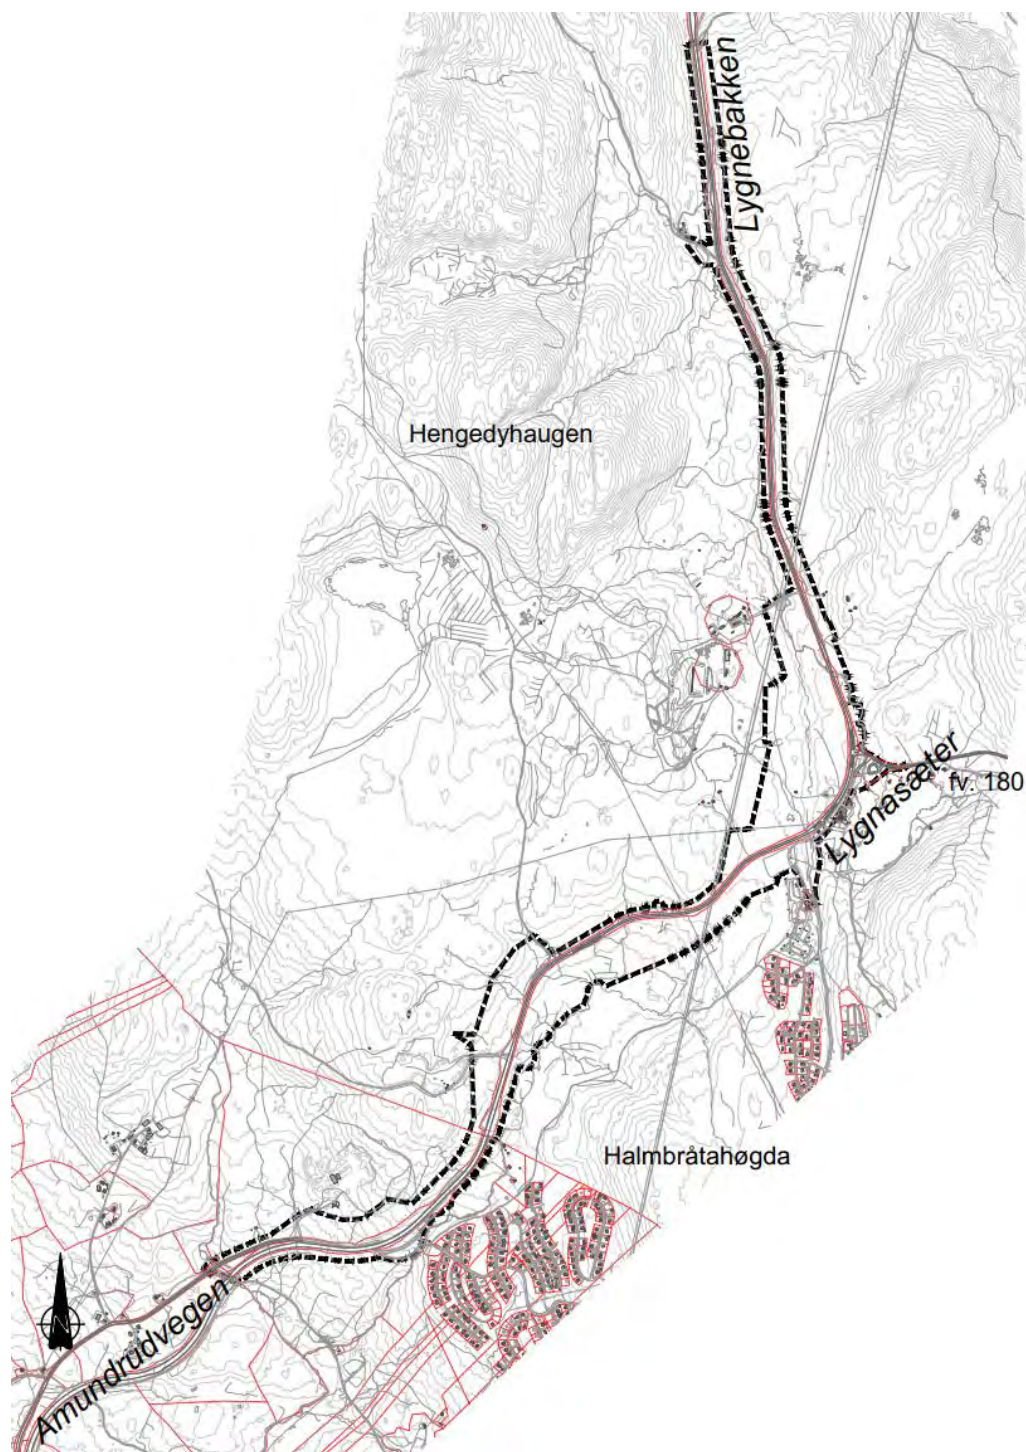 Lygnebakken
Hengedyhaugen
Lygnasæter
fv. 180
Halmbråtahøgda
Amundrudvegen
N